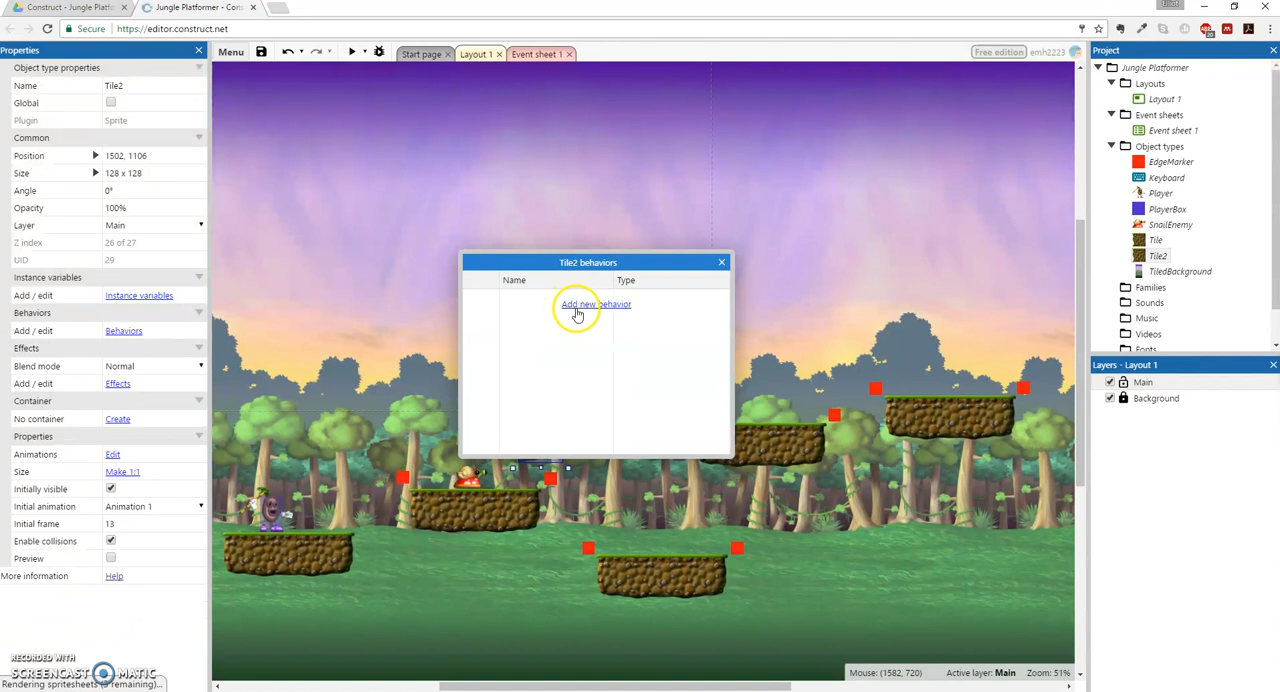 Construct - Jungle Platf
Jungle Platformer - Cons
Elliot
Secure
https://editor.construct.net
Properties
Menu
Start page
Layout 1
Event sheet 1
Free edition
emh2223
Project
Object type properties
Name
Tile2
Global
Plugin
Sprite
Common
Position
1502, 1106
Size
128 x 128
Angle
0°
Opacity
100%
Layer
Main
Z index
26 of 27
UID
29
Instance variables
Add / edit
Instance variables
Behaviors
Add / edit
Behaviors
Effects
Blend mode
Normal
Add / edit
Effects
Container
No container
Create
Properties
Animations
Edit
Size
Make 1:1
Initially visible
Initial animation
Animation 1
Initial frame
13
Enable collisions
Preview
More information
Help
Tile2 behaviors
Name
Type
Add new behavior
Jungle Platformer
Layouts
Layout 1
Event sheets
Event sheet 1
Object types
EdgeMarker
Keyboard
Player
PlayerBox
SnailEnemy
Tile
Tile2
TiledBackground
Families
Sounds
Music
Videos
Fonts
Layers - Layout 1
Main
Background
RECORDED WITH
SCREENCAST MATIC
Mouse: (1582, 720)
Active layer: Main
Zoom: 51%